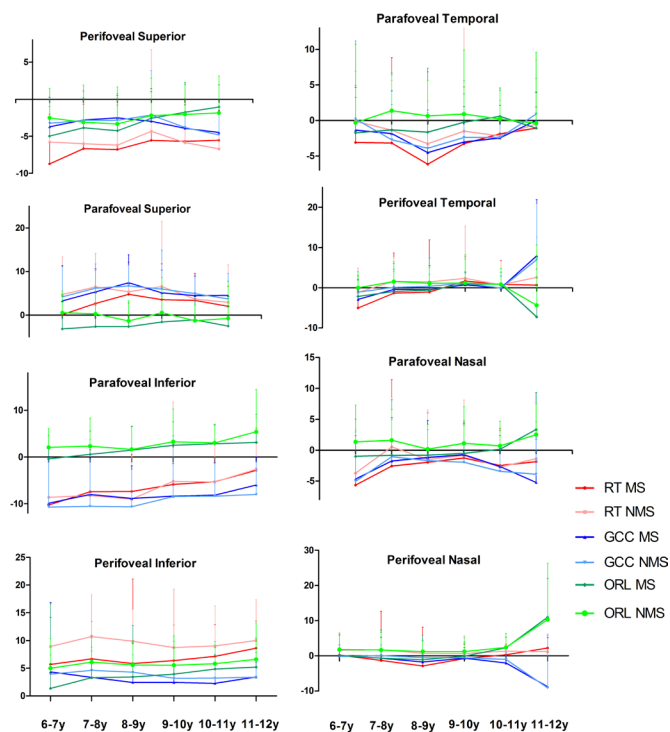 Perifoveal Superior
5
-5
-10
Parafoveal Superior
20
10
0
Parafoveal Inferior
10
0
-10
Perifoveal Inferior
25
20
15
10
5
0
6-7y 7-8y 8-9y 9-10y 10-11y 11-12y
Parafoveal Temporal
10
5
0
-5
Perifoveal Temporal
20
10
0
-10
Parafoveal Nasal
15
10
5
0
-5
Perifoveal Nasal
30
20
10
0
-10
6-7y 7-8y 8-9y 9-10y 10-11y 11-12y
RT MS
RT NMS
GCC MS
GCC NMS
ORL MS
ORL NMS